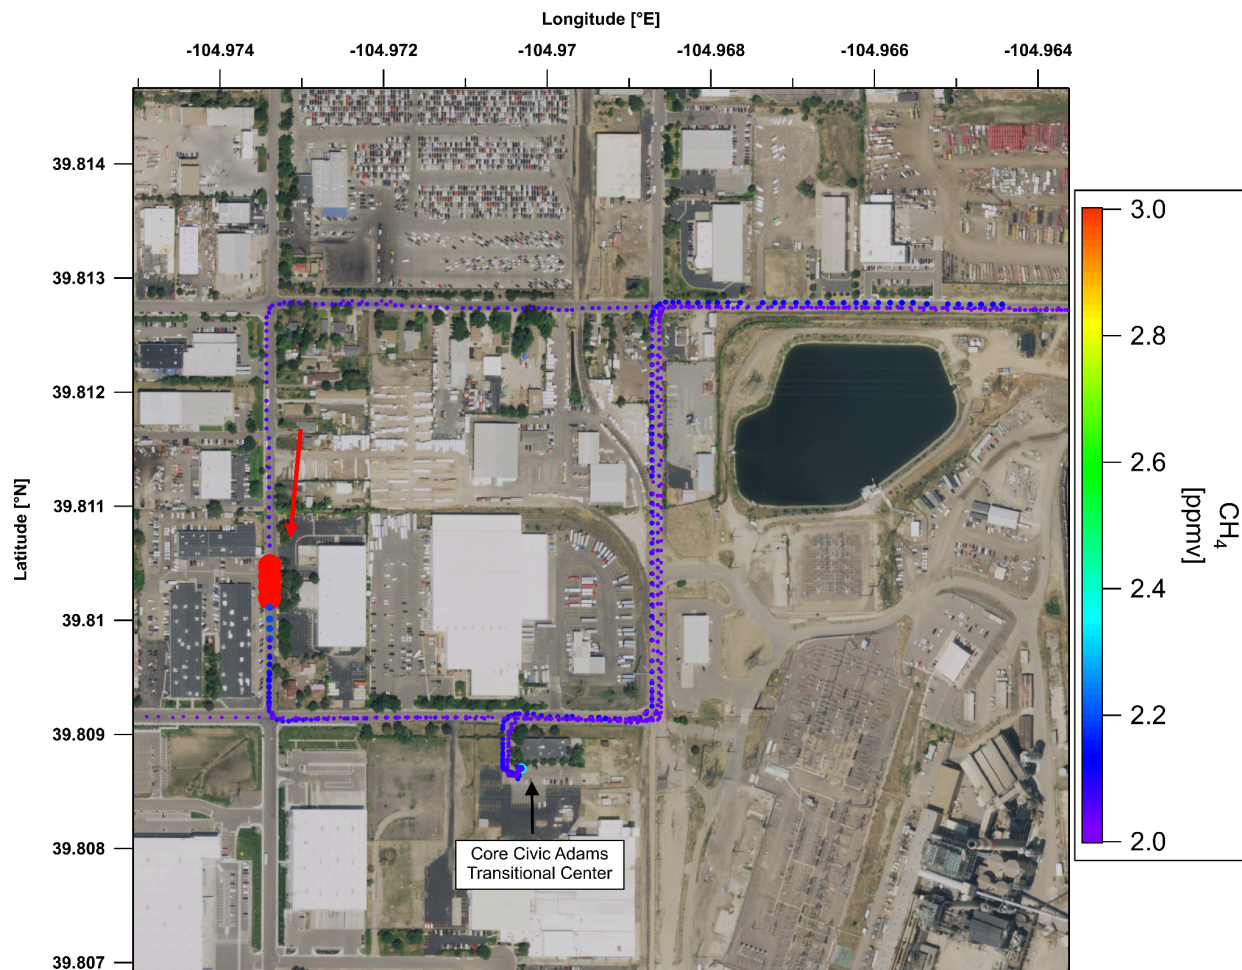 Longitude [°E]
-104.974 -104.972 -104.97 -104.968 -104.966 -104.964
Latitude [°N]
39.814
39.813
39.812
39.811
39.81
39.809
39.808
39.807
3.0
2.8
2.6
2.4
2.2
2.0
CH₄
[ppmv]
Core Civic Adams
Transitional Center